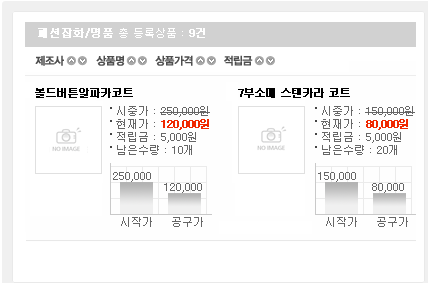 패션잡화/명품 총 등록상품 : 9건
제조사 상품명 상품가격 적립금
볼드버튼알파카코트
시중가 : 250,000원
현재가 : 120,000원
적립금 : 5,000원
남은수량 : 10개
NO IMAGE
250,000
120,000
시작가 공구가
7부소매 스탠카라 코트
시중가 : 150,000원
현재가 : 80,000원
적립금 : 5,000원
남은수량 : 20개
NO IMAGE
150,000
80,000
시작가 공구가